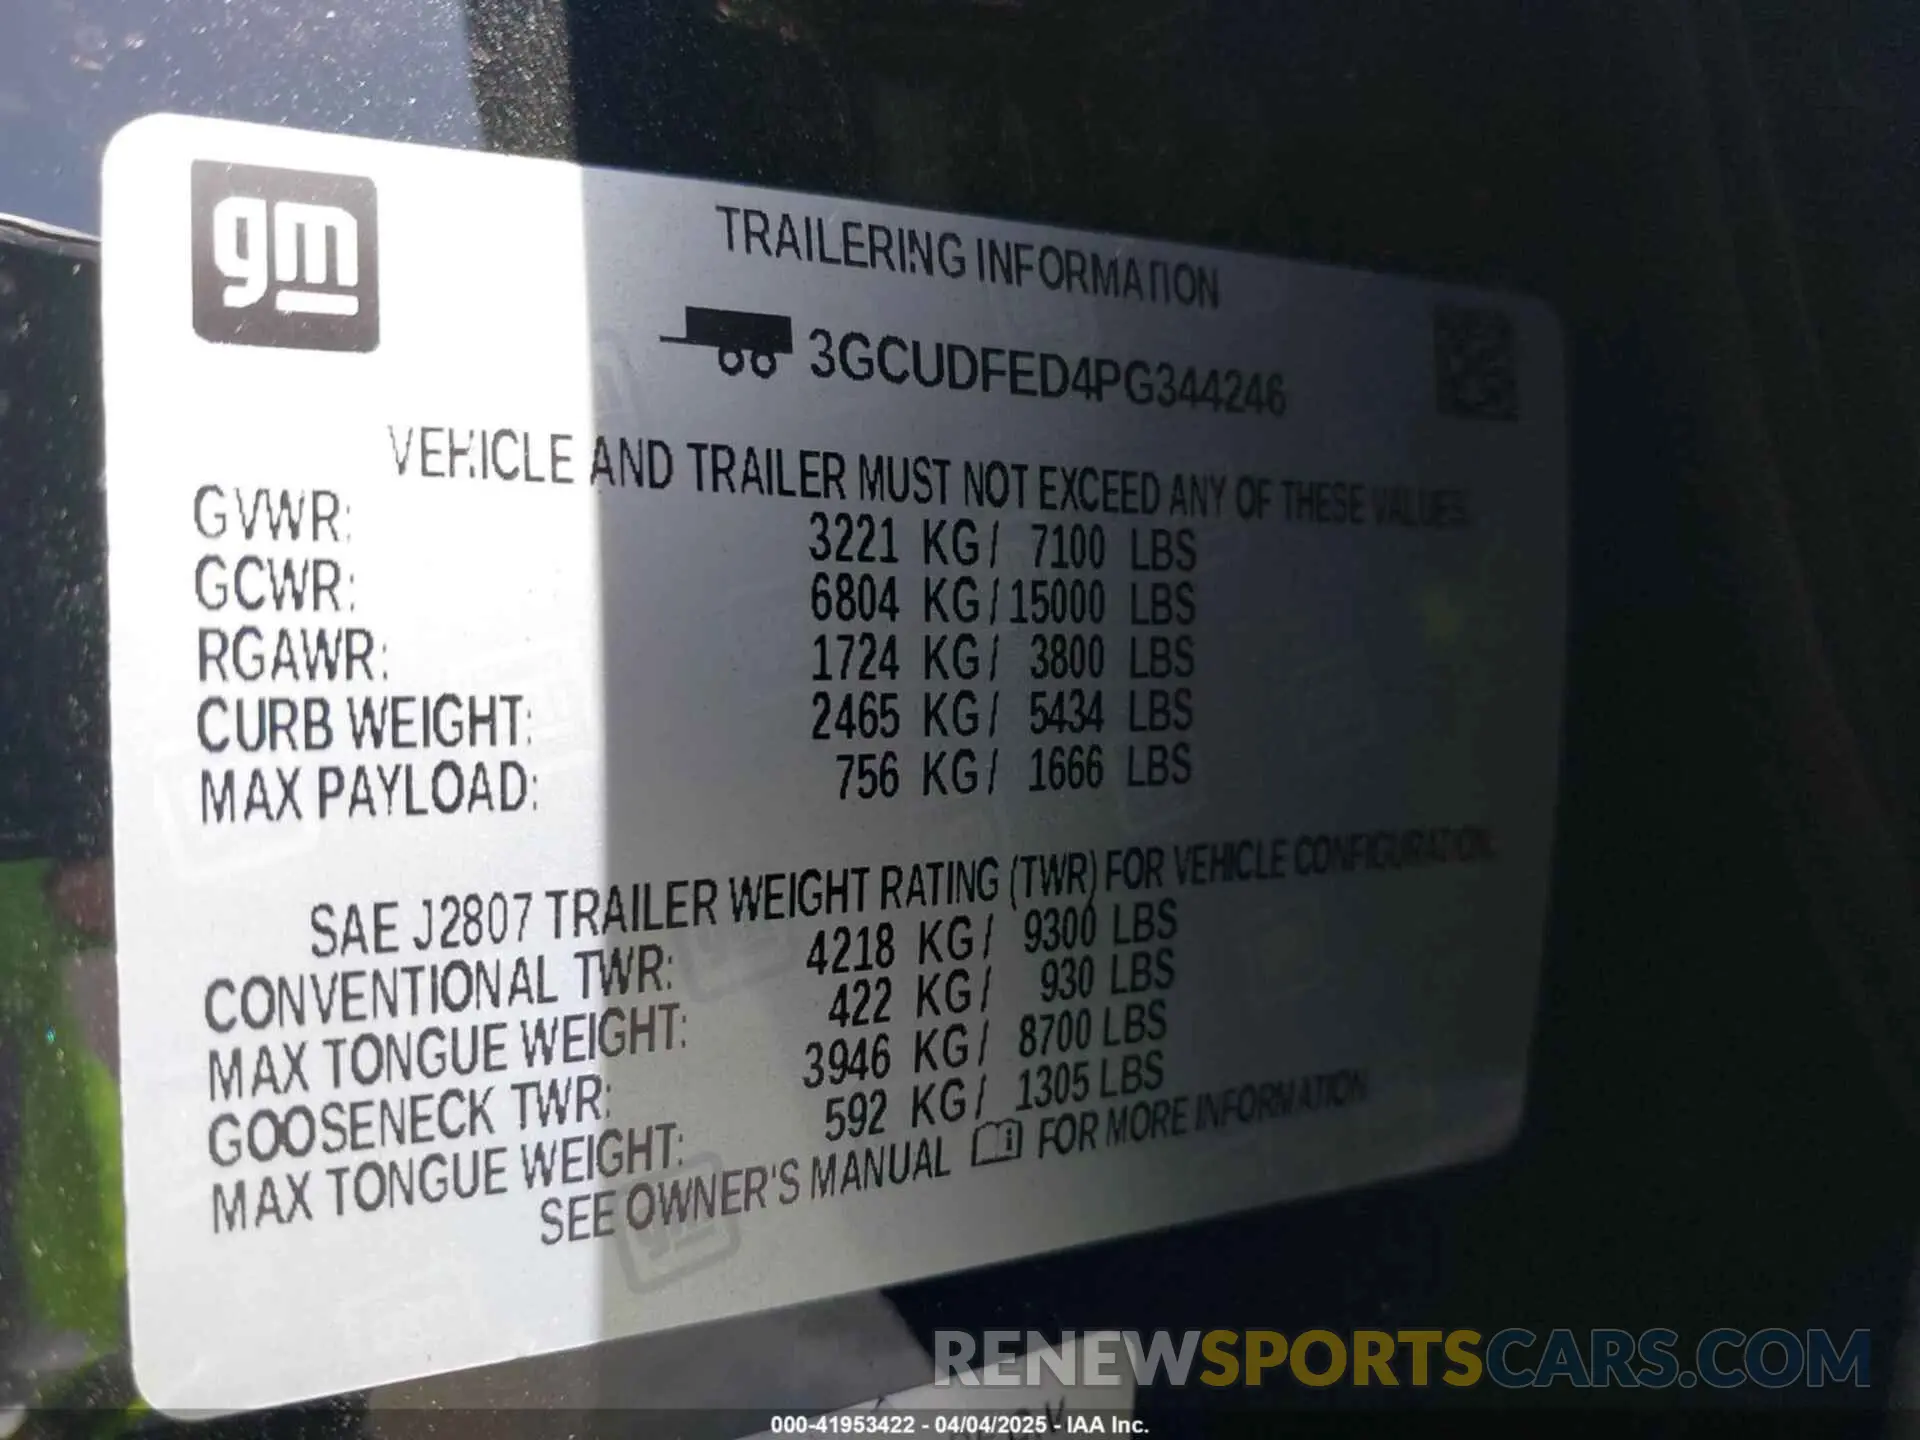 gm
TRAILERING INFORMATION
3GCUDFED4PG344246
VEHICLE AND TRAILER MUST NOT EXCEED ANY OF THESE VALUES.
GVWR: 3221 KG/ 7100 LBS
GCWR: 6804 KG/15000 LBS
RGAWR: 1724 KG/ 3800 LBS
CURB WEIGHT: 2465 KG/ 5434 LBS
MAX PAYLOAD: 756 KG/ 1666 LBS
SAE J2807 TRAILER WEIGHT RATING (TWR) FOR VEHICLE CONFIGURATION.
CONVENTIONAL TWR: 4218 KG/ 9300 LBS
MAX TONGUE WEIGHT: 422 KG/ 930 LBS
GOOSENECK TWR: 3946 KG/ 8700 LBS
MAX TONGUE WEIGHT: 592 KG/ 1305 LBS
SEE OWNER'S MANUAL FOR MORE INFORMATION
RENEWSPORTSCARS.COM
000-41953422 - 04/04/2025 - IAA Inc.